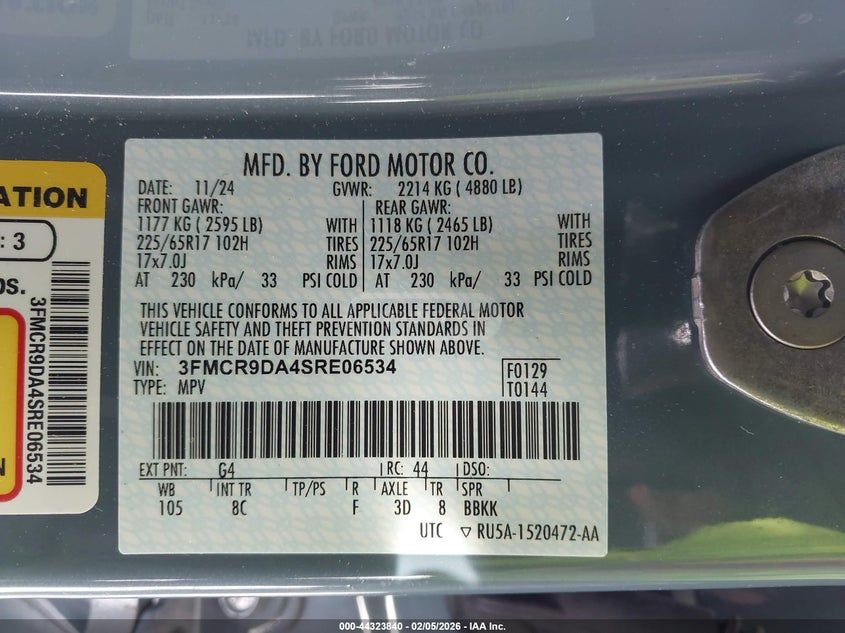 MFD. BY FORD MOTOR CO.
ATION
: 3
OS.
3FMCR9DA4SRE06534
N
MFD. BY FORD MOTOR CO.
DATE: 11/24 GVWR: 2214 KG ( 4880 LB)
FRONT GAWR: REAR GAWR:
1177 KG ( 2595 LB) WITH 1118 KG ( 2465 LB) WITH
225/65R17 102H TIRES 225/65R17 102H TIRES
17x7.0J RIMS 17x7.0J RIMS
AT 230 kPa/ 33 PSI COLD AT 230 kPa/ 33 PSI COLD
THIS VEHICLE CONFORMS TO ALL APPLICABLE FEDERAL MOTOR
VEHICLE SAFETY AND THEFT PREVENTION STANDARDS IN
EFFECT ON THE DATE OF MANUFACTURE SHOWN ABOVE.
VIN: 3FMCR9DA4SRE06534 F0129
TYPE: MPV T0144
EXT PNT: G4 RC: 44 DSO:
WB INT TR TP/PS R AXLE TR SPR
105 8C F 3D 8 BBKK
UTC ▽ RU5A-1520472-AA
000-44323840 - 02/05/2026 - IAA Inc.